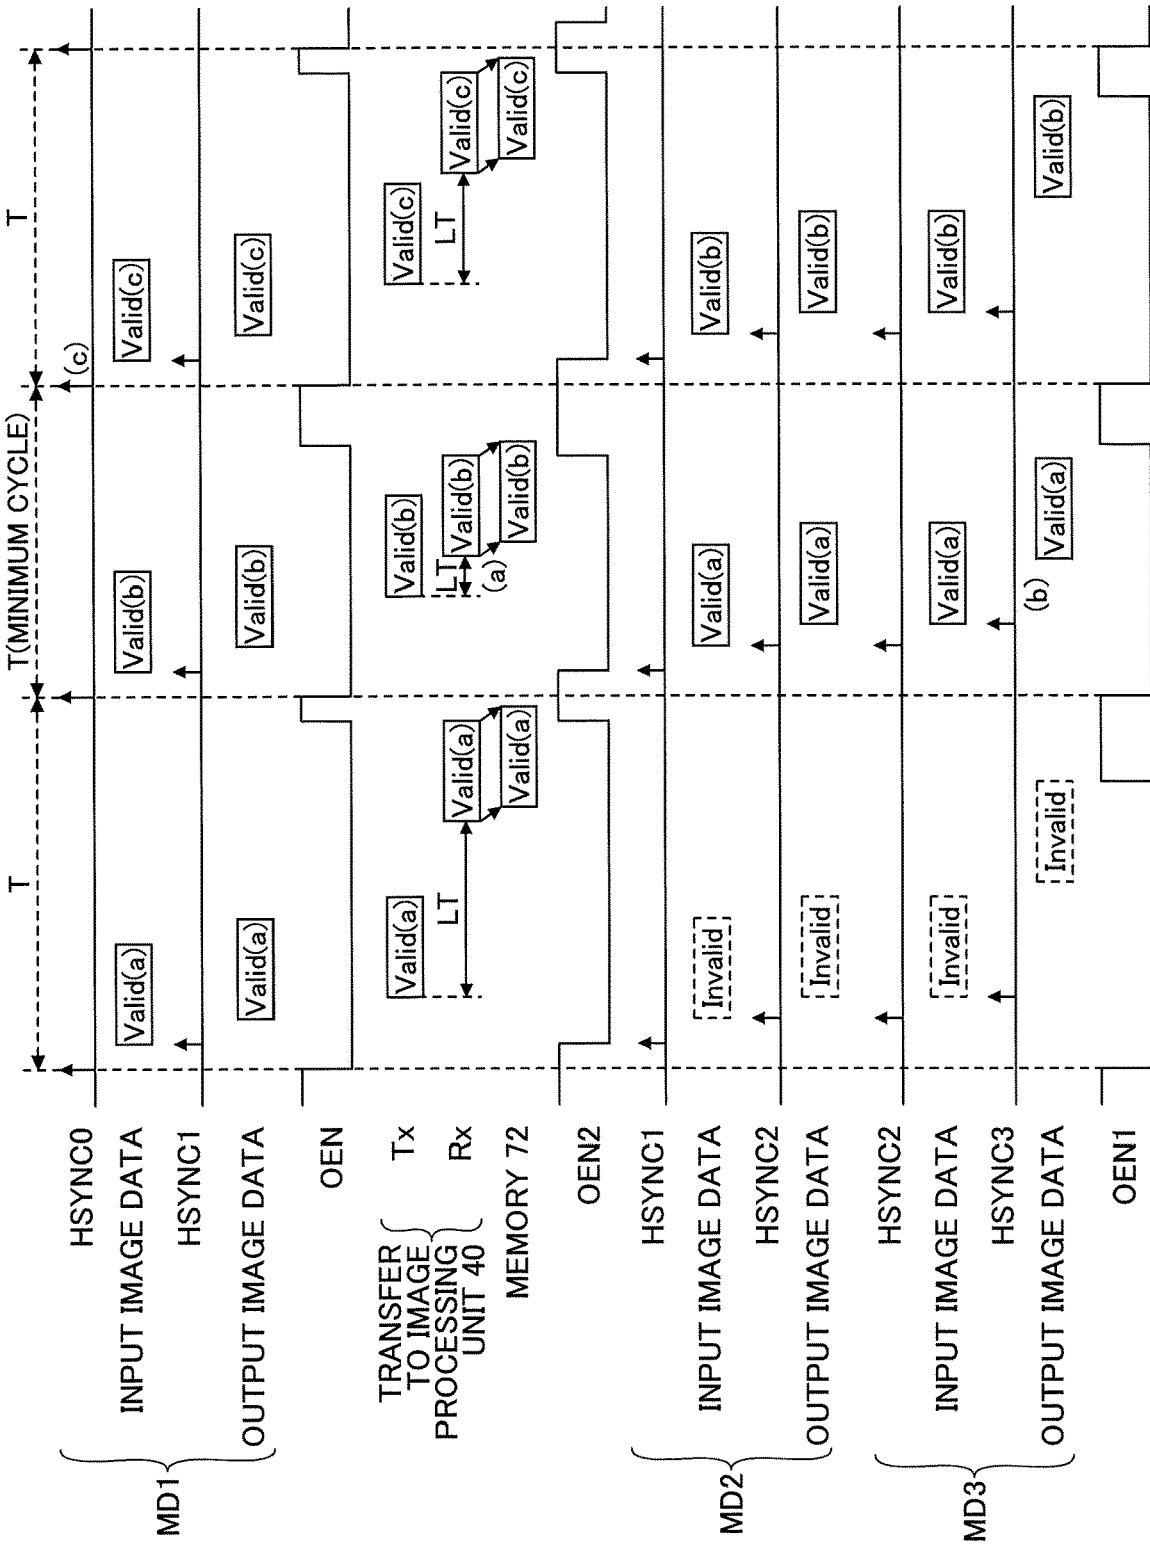 T
T(MINIMUM CYCLE)
T
(c)
MD1
HSYNC0
INPUT IMAGE DATA
Valid(a)
Valid(b)
Valid(c)
HSYNC1
OUTPUT IMAGE DATA
Valid(a)
Valid(b)
Valid(c)
OEN
TRANSFER
TO IMAGE
PROCESSING
UNIT 40
Tx
Valid(a)
Valid(b)
Valid(c)
LT
LT
LT
Rx
Valid(a)
Valid(b)
Valid(c)
(a)
MEMORY 72
Valid(a)
Valid(b)
Valid(c)
OEN2
MD2
HSYNC1
INPUT IMAGE DATA
Invalid
Valid(a)
Valid(b)
HSYNC2
OUTPUT IMAGE DATA
Invalid
Valid(a)
Valid(b)
MD3
HSYNC2
INPUT IMAGE DATA
Invalid
Valid(a)
Valid(b)
HSYNC3
(b)
OUTPUT IMAGE DATA
Invalid
Valid(a)
Valid(b)
OEN1